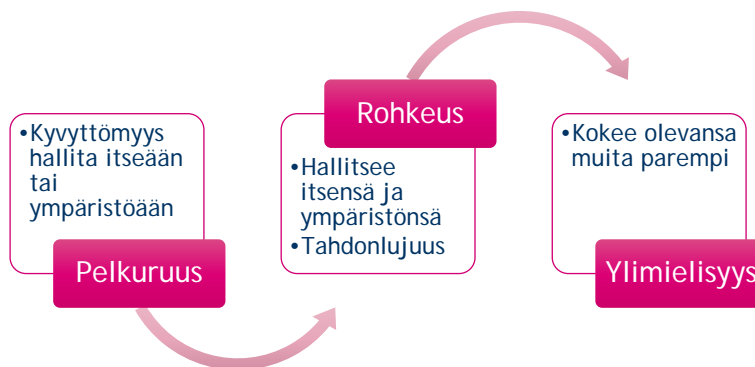 •Kyvyttömyys
hallita itseään
tai
ympäristöään
Pelkuruus
Rohkeus
•Hallitsee
itsensä ja
ympäristönsä
•Tahdonlujuus
•Kokee olevansa
muita parempi
Ylimielisyys